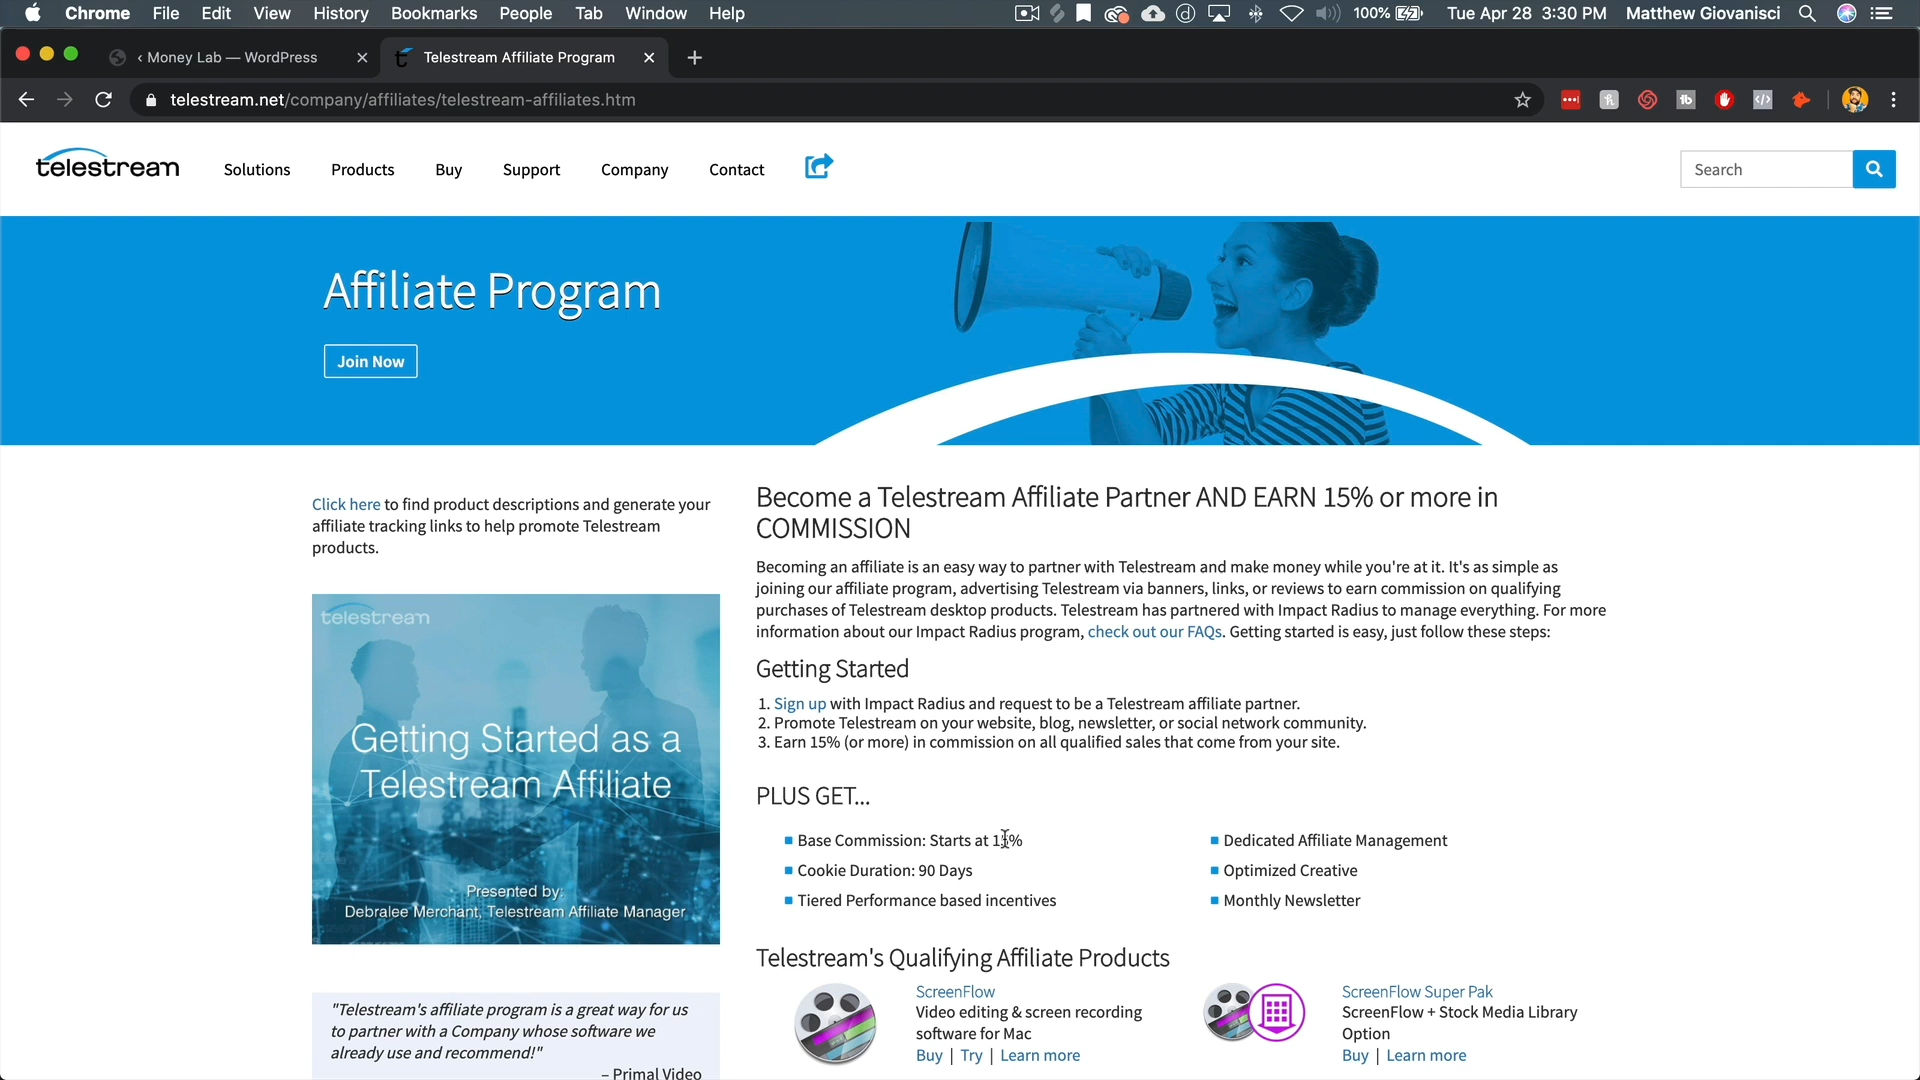 Chrome File Edit View History Bookmarks People Tab Window Help 100% Tue Apr 28 3:30 PM Matthew Giovanisci
‹ Money Lab — WordPress Telestream Affiliate Program
telestream.net/company/affiliates/telestream-affiliates.htm
telestream Solutions Products Buy Support Company Contact Search
Affiliate Program
Join Now
Click here to find product descriptions and generate your
affiliate tracking links to help promote Telestream
products.
telestream
Getting Started as a
Telestream Affiliate
Presented by:
Debralee Merchant, Telestream Affiliate Manager
"Telestream's affiliate program is a great way for us
to partner with a Company whose software we
already use and recommend!"
– Primal Video
Become a Telestream Affiliate Partner AND EARN 15% or more in
COMMISSION
Becoming an affiliate is an easy way to partner with Telestream and make money while you're at it. It's as simple as
joining our affiliate program, advertising Telestream via banners, links, or reviews to earn commission on qualifying
purchases of Telestream desktop products. Telestream has partnered with Impact Radius to manage everything. For more
information about our Impact Radius program, check out our FAQs. Getting started is easy, just follow these steps:
Getting Started
1. Sign up with Impact Radius and request to be a Telestream affiliate partner.
2. Promote Telestream on your website, blog, newsletter, or social network community.
3. Earn 15% (or more) in commission on all qualified sales that come from your site.
PLUS GET...
Base Commission: Starts at 15%
Cookie Duration: 90 Days
Tiered Performance based incentives
Dedicated Affiliate Management
Optimized Creative
Monthly Newsletter
Telestream's Qualifying Affiliate Products
ScreenFlow
Video editing & screen recording
software for Mac
Buy | Try | Learn more
ScreenFlow Super Pak
ScreenFlow + Stock Media Library
Option
Buy | Learn more